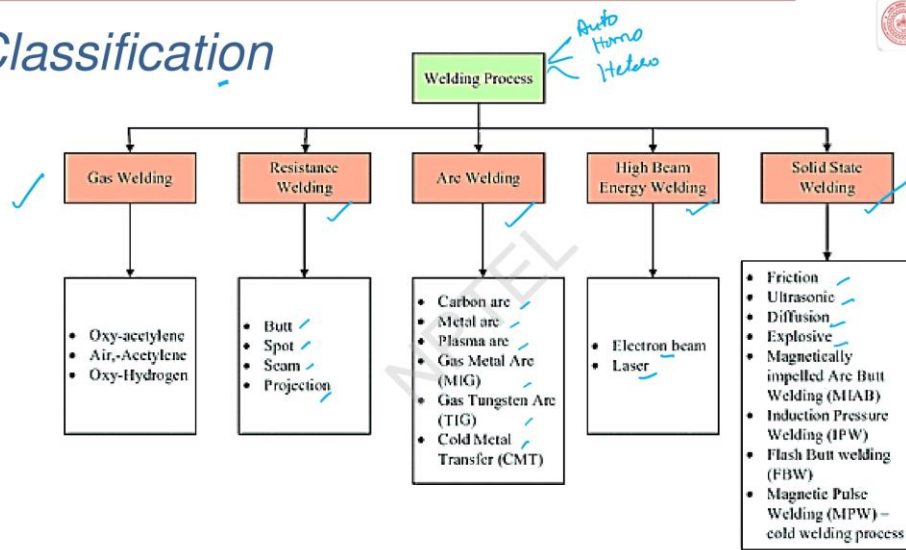 Classification
Auto
Homo
Hetero
Welding Process
Gas Welding
Resistance
Welding
Arc Welding
High Beam
Energy Welding
Solid State
Welding
• Oxy-acetylene
• Air,-Acetylene
• Oxy-Hydrogen
• Butt
• Spot
• Seam
• Projection
• Carbon arc
• Metal arc
• Plasma arc
• Gas Metal Arc
(MIG)
• Gas Tungsten Arc
(TIG)
• Cold Metal
Transfer (CMT)
• Electron beam
• Laser
• Friction
• Ultrasonic
• Diffusion
• Explosive
• Magnetically
impelled Arc Butt
Welding (MIAB)
• Induction Pressure
Welding (IPW)
• Flash Butt welding
(FBW)
• Magnetic Pulse
Welding (MPW) –
cold welding process
NPTEL